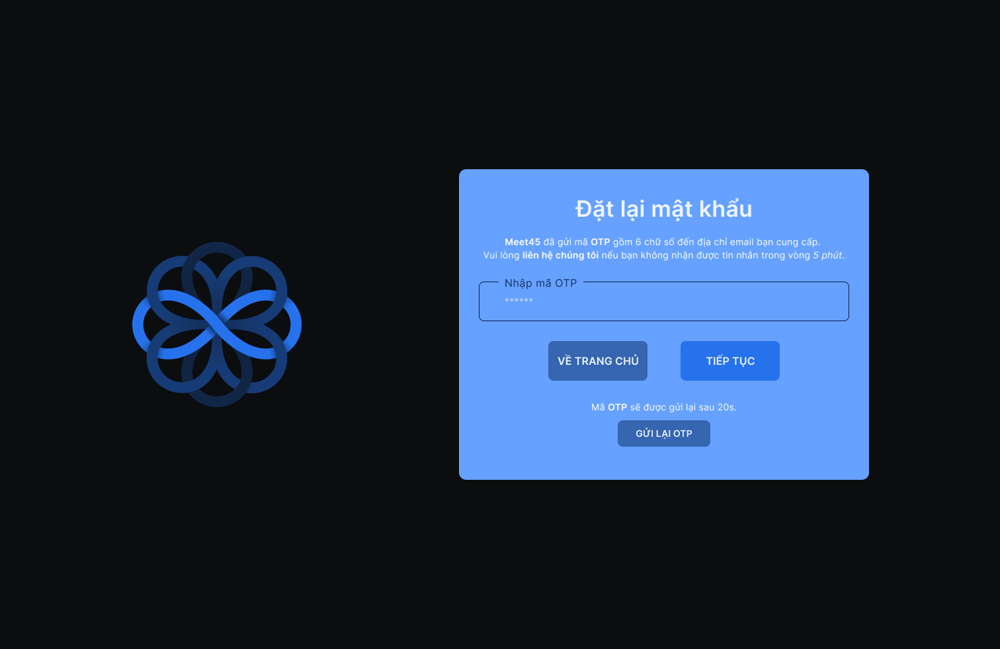 Đặt lại mật khẩu
Meet45 đã gửi mã OTP gồm 6 chữ số đến địa chỉ email bạn cung cấp.
Vui lòng liên hệ chúng tôi nếu bạn không nhận được tin nhắn trong vòng 5 phút.
Nhập mã OTP
******
VỀ TRANG CHỦ
TIẾP TỤC
Mã OTP sẽ được gửi lại sau 20s.
GỬI LẠI OTP